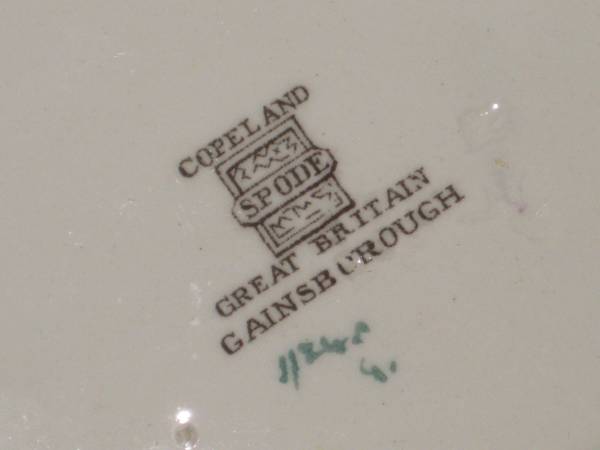 COPELAND
SPODE
GREAT BRITAIN
GAINSBOROUGH